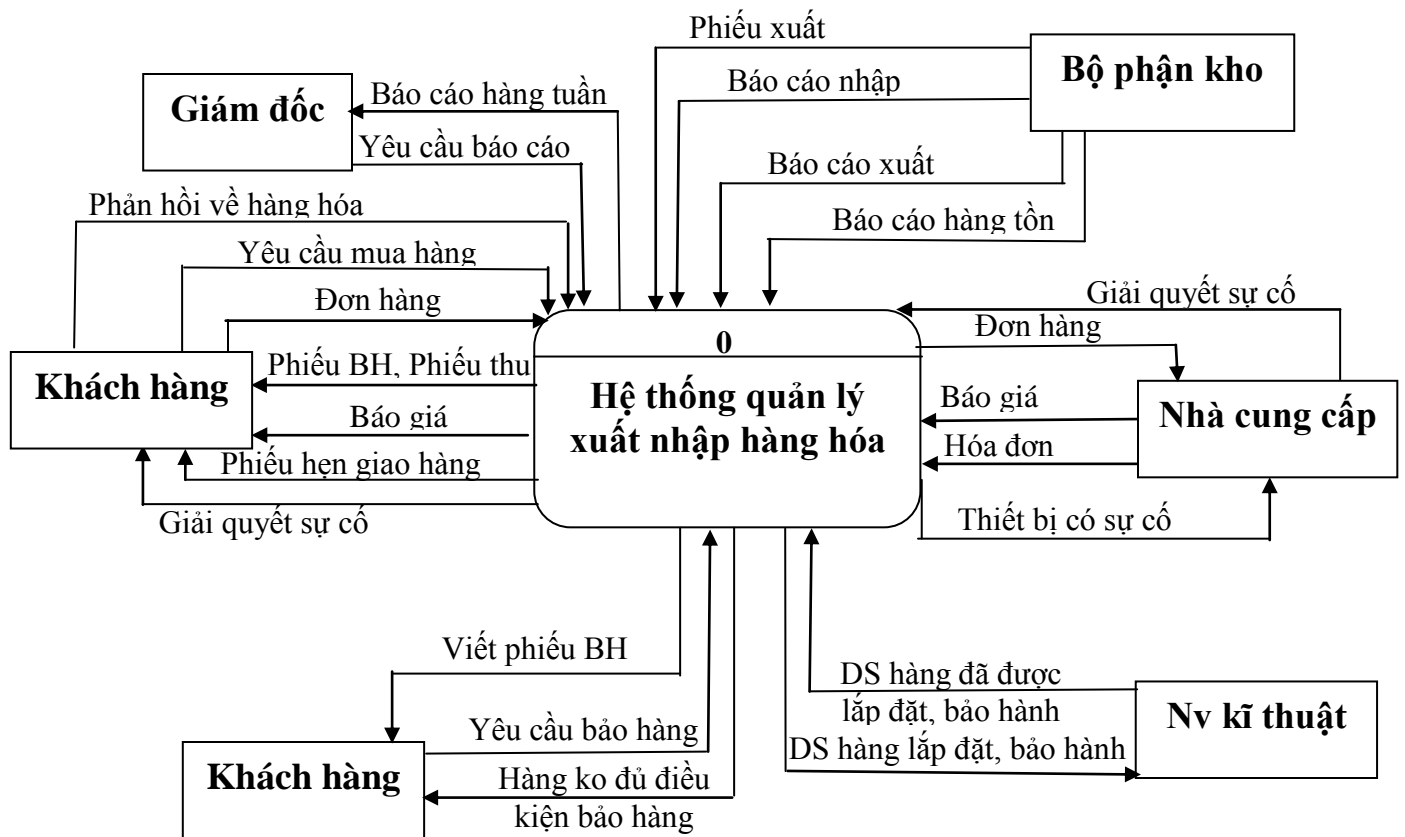 Phiếu xuất
Bộ phận kho
Báo cáo nhập
Giám đốc
Báo cáo hàng tuần
Yêu cầu báo cáo
Báo cáo xuất
Phản hồi về hàng hóa
Báo cáo hàng tồn
Yêu cầu mua hàng
Đơn hàng
Giải quyết sự cố
Đơn hàng
0
Khách hàng
Phiếu BH, Phiếu thu
Hệ thống quản lý
xuất nhập hàng hóa
Báo giá
Nhà cung cấp
Báo giá
Hóa đơn
Phiếu hẹn giao hàng
Giải quyết sự cố
Thiết bị có sự cố
Viết phiếu BH
DS hàng đã được
lắp đặt, bảo hành
Nv kĩ thuật
Yêu cầu bảo hàng
DS hàng lắp đặt, bảo hành
Khách hàng
Hàng ko đủ điều
kiện bảo hàng